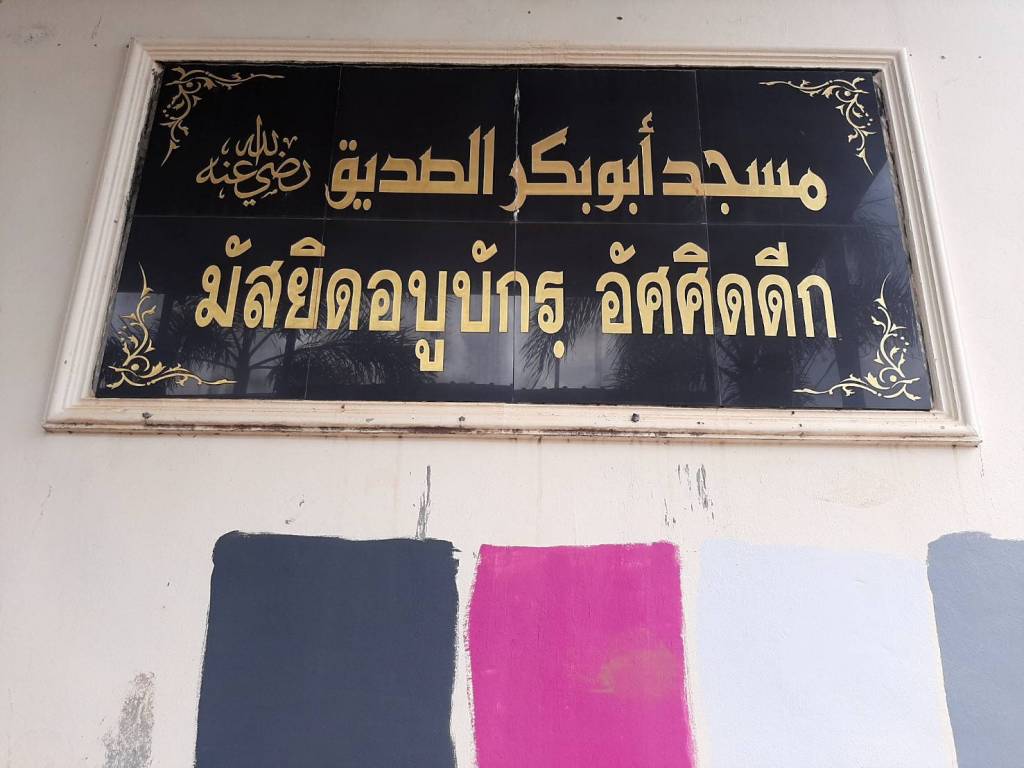 مسجد أبوبكر الصديق رضي الله عنه
มัสยิดอบูบักรฺ อัศศิดดีก